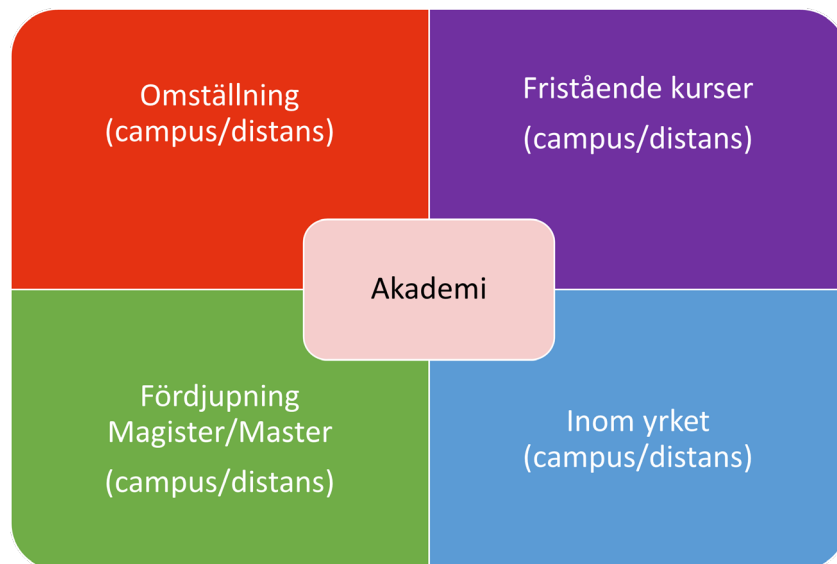 Omställning
(campus/distans)
Fristående kurser
(campus/distans)
Akademi
Fördjupning
Magister/Master
(campus/distans)
Inom yrket
(campus/distans)